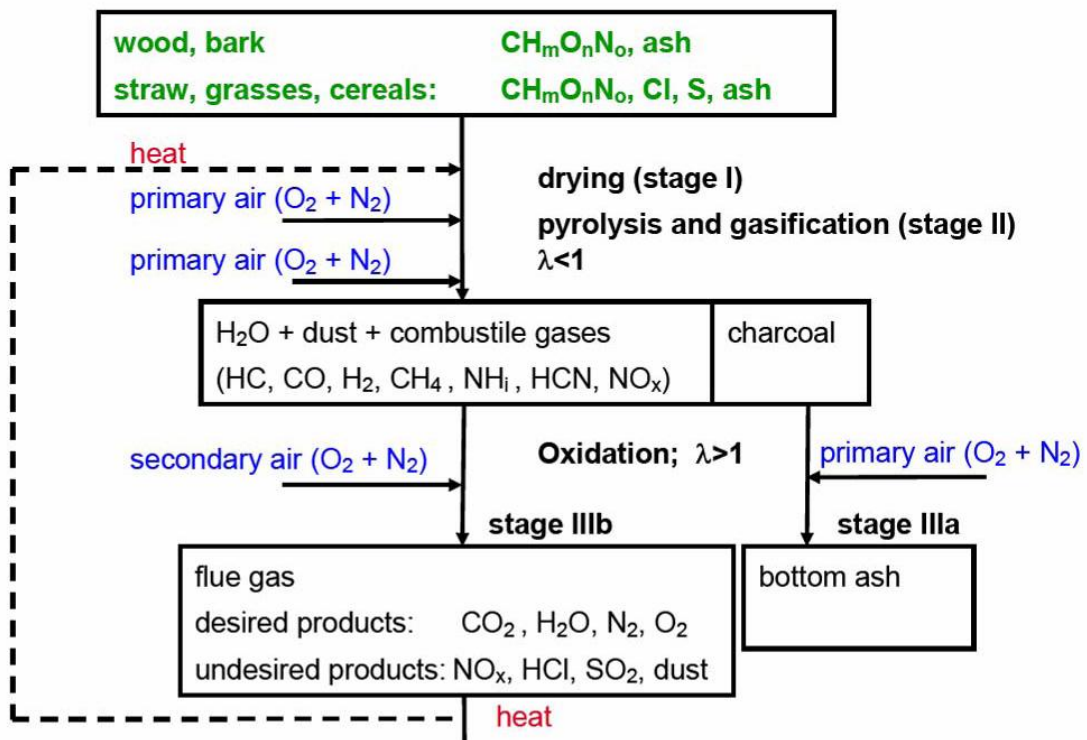 wood, bark CHₘOₙNₒ, ash
straw, grasses, cereals: CHₘOₙNₒ, Cl, S, ash
heat
drying (stage I)
primary air (O₂ + N₂)
pyrolysis and gasification (stage II)
primary air (O₂ + N₂)
λ<1
H₂O + dust + combustile gases
(HC, CO, H₂, CH₄ , NHᵢ , HCN, NOₓ)
charcoal
secondary air (O₂ + N₂)
Oxidation; λ>1
primary air (O₂ + N₂)
stage IIIb
stage IIIa
flue gas
desired products: CO₂ , H₂O, N₂, O₂
undesired products: NOₓ, HCl, SO₂, dust
bottom ash
heat